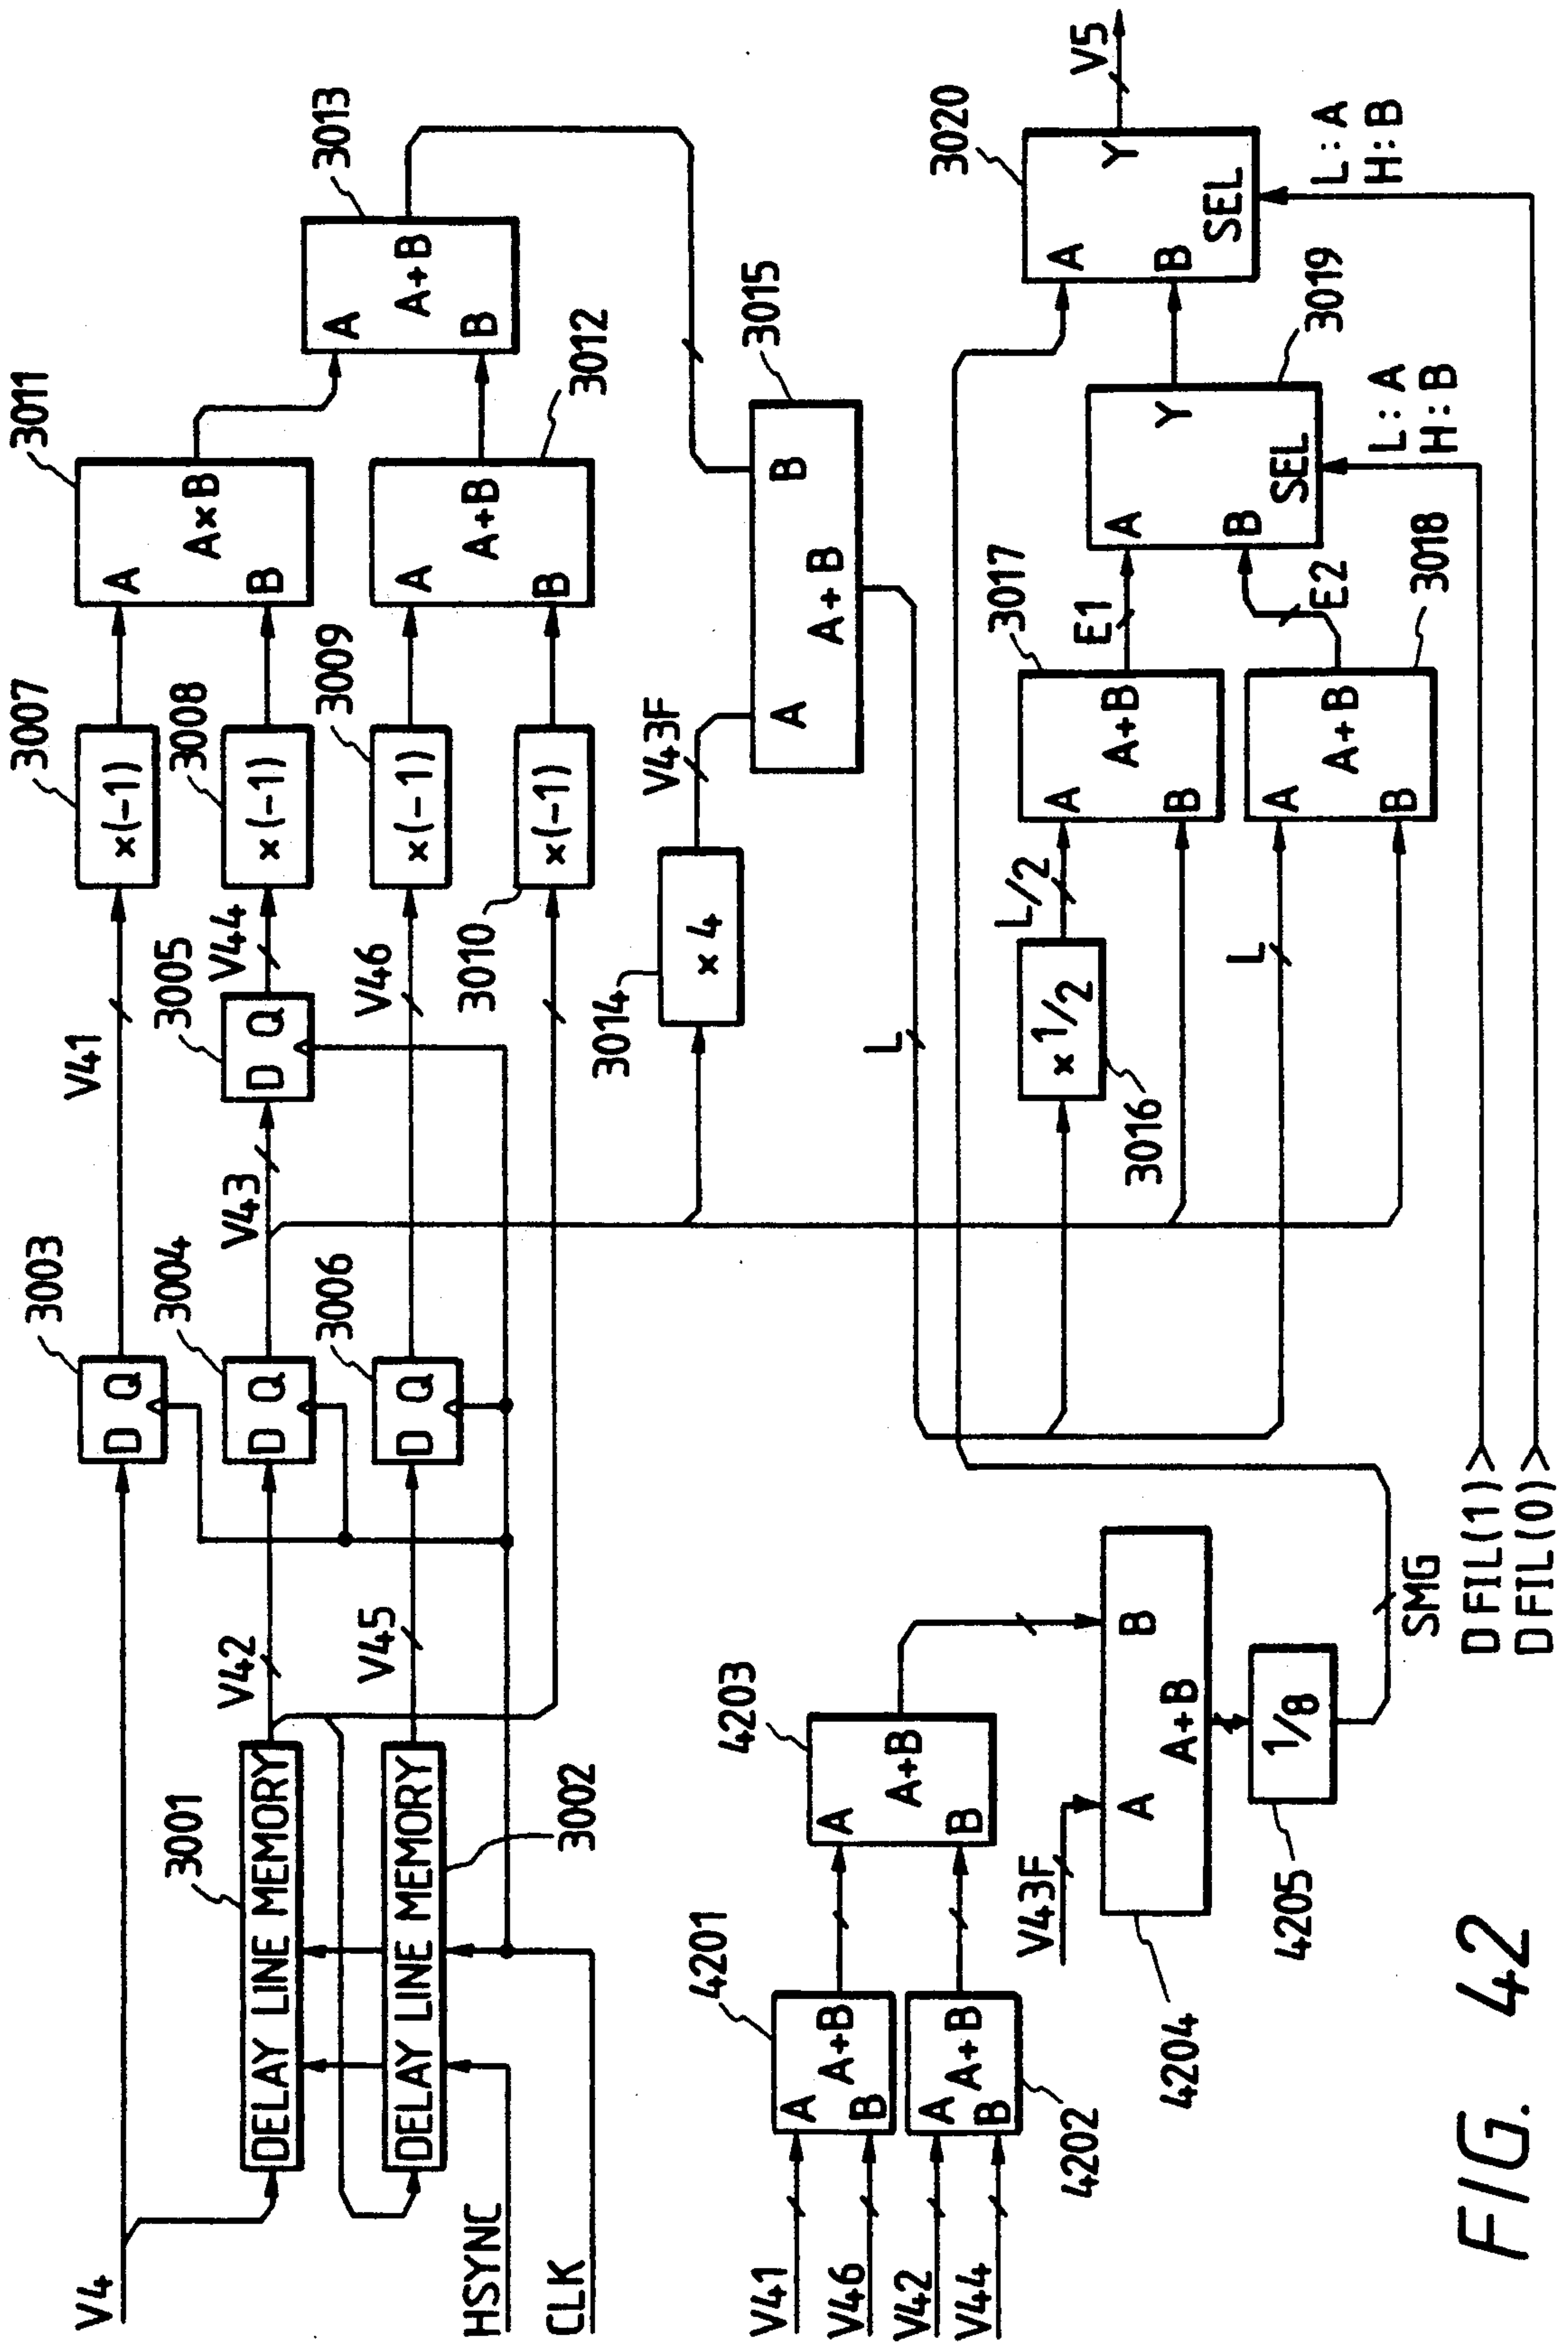 V4
HSYNC
CLK
3001
DELAY LINE MEMORY
DELAY LINE MEMORY
3002
V42
V45
3003
D Q
3004
D Q
3006
D Q
V41
V43
3005
D Q
V44
V46
3007
×(-1)
3008
×(-1)
3009
×(-1)
3010
×(-1)
3011
A
A×B
B
3012
A
A+B
B
3013
A
A+B
B
3014
× 4
V43F
3015
A
B
A+B
L
3016
× 1/2
L/2
L
3017
A
A+B
B
E1
3018
A
A+B
B
E2
3019
A
Y
B
SEL
L : A
H : B
3020
A
Y
B
SEL
L : A
H : B
V5
V41
V46
V42
V44
4201
A
A+B
B
4202
A
A+B
B
4203
A
A+B
B
V43F
4204
A
B
A+B
4205
1/8
SMG
DFIL(1)
DFIL(0)
FIG. 42